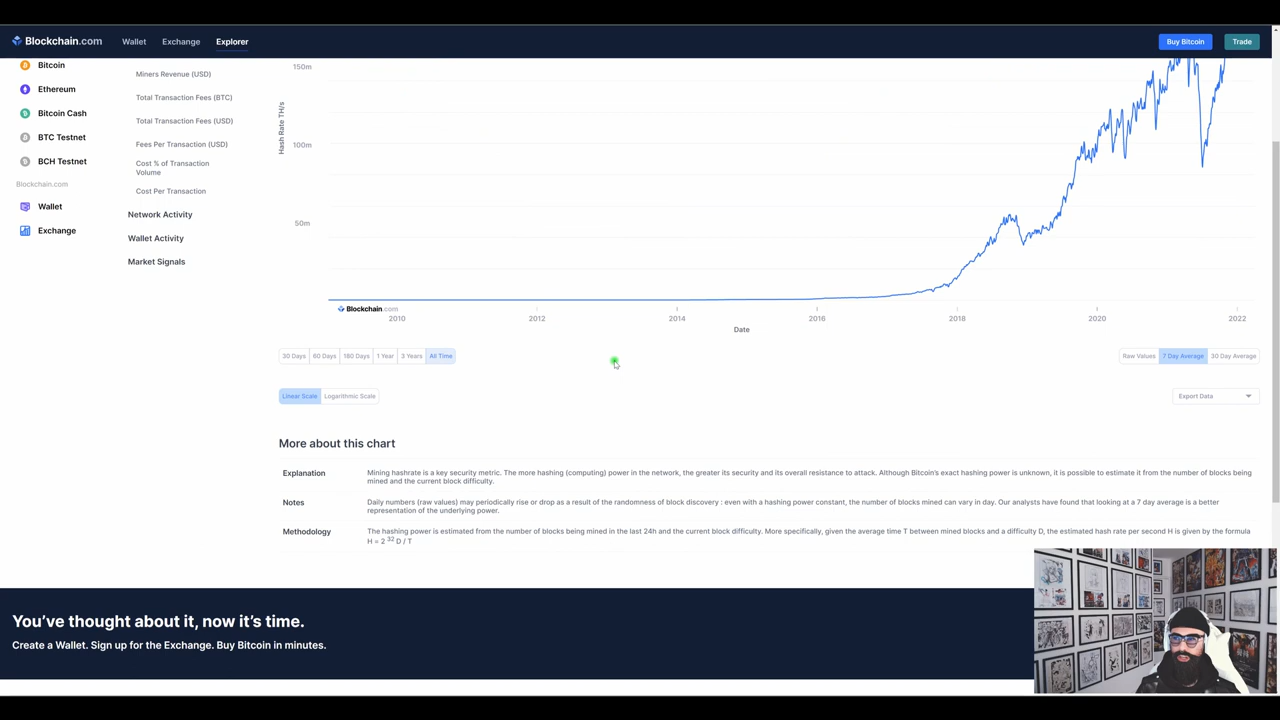 Blockchain.com
Wallet
Exchange
Explorer
Buy Bitcoin
Trade
Bitcoin
Ethereum
Bitcoin Cash
BTC Testnet
BCH Testnet
Blockchain.com
Wallet
Exchange
Miners Revenue (USD)
Total Transaction Fees (BTC)
Total Transaction Fees (USD)
Fees Per Transaction (USD)
Cost % of Transaction
Volume
Cost Per Transaction
Network Activity
Wallet Activity
Market Signals
Hash Rate TH/s
150m
100m
50m
Blockchain.com
2010
2012
2014
2016
2018
2020
2022
Date
30 Days
60 Days
180 Days
1 Year
3 Years
All Time
Raw Values
7 Day Average
30 Day Average
Linear Scale
Logarithmic Scale
Export Data
More about this chart
Explanation
Mining hashrate is a key security metric. The more hashing (computing) power in the network, the greater its security and its overall resistance to attack. Although Bitcoin's exact hashing power is unknown, it is possible to estimate it from the number of blocks being
mined and the current block difficulty.
Notes
Daily numbers (raw values) may periodically rise or drop as a result of the randomness of block discovery : even with a hashing power constant, the number of blocks mined can vary in day. Our analysts have found that looking at a 7 day average is a better
representation of the underlying power.
Methodology
The hashing power is estimated from the number of blocks being mined in the last 24h and the current block difficulty. More specifically, given the average time T between mined blocks and a difficulty D, the estimated hash rate per second H is given by the formula
H = 2 32 D / T
You've thought about it, now it's time.
Create a Wallet. Sign up for the Exchange. Buy Bitcoin in minutes.